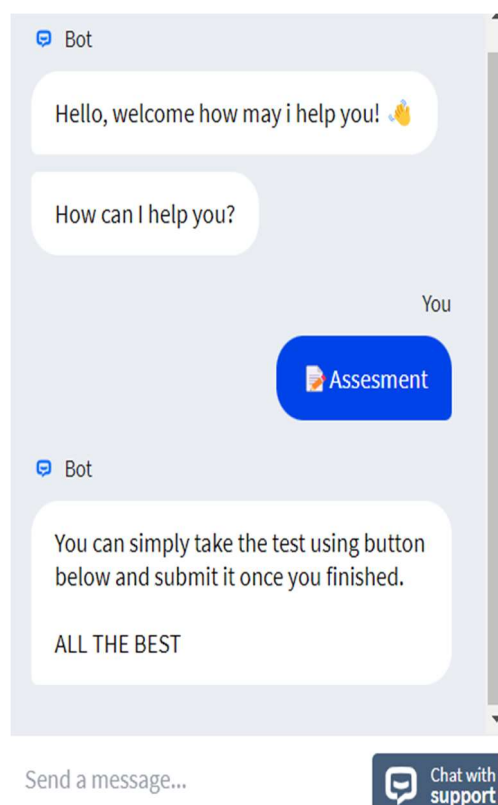 Bot
Hello, welcome how may i help you! 👋
How can I help you?
You
📝Assesment
Bot
You can simply take the test using button
below and submit it once you finished.
ALL THE BEST
Send a message...
Chat with
support